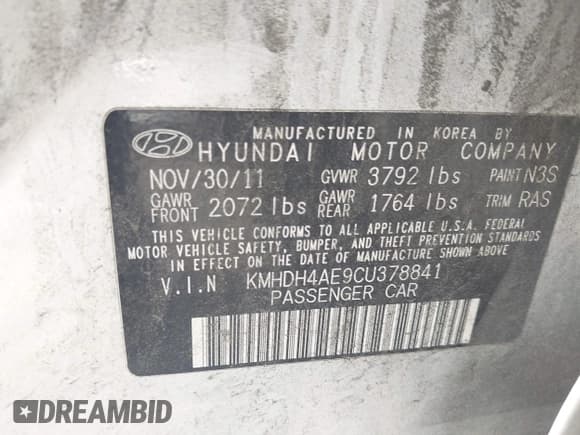 MANUFACTURED IN KOREA BY
HYUNDAI MOTOR COMPANY
NOV/30/11 GVWR 3792 lbs PAINT N3S
GAWR FRONT 2072 lbs GAWR REAR 1764 lbs TRIM RAS
THIS VEHICLE CONFORMS TO ALL APPLICABLE U.S.A. FEDERAL
MOTOR VEHICLE SAFETY, BUMPER, AND THEFT PREVENTION STANDARDS
IN EFFECT ON THE DATE OF MANUFACTURE SHOWN ABOVE
V.I.N KMHDH4AE9CU378841
PASSENGER CAR
DREAMBID